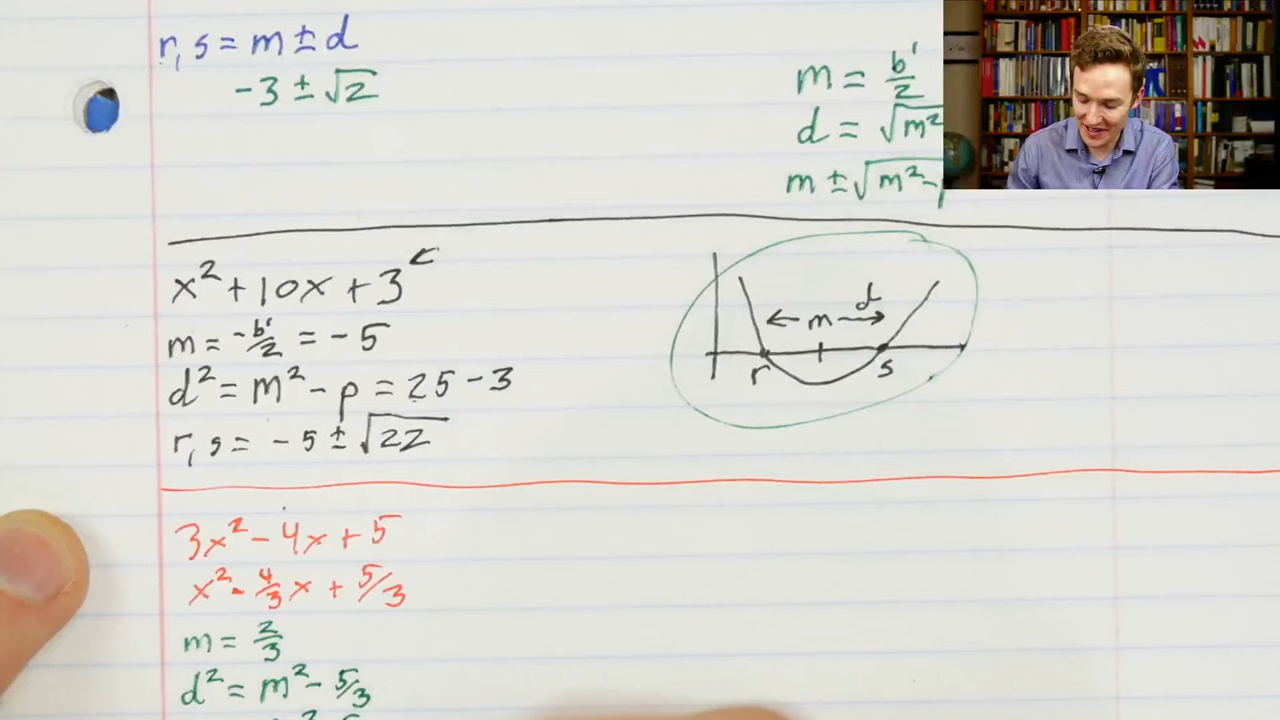 r, s = m ± d
-3 ± √2
m = b'/2
d = √m²
m ± √m² -
x² + 10x + 3
m = -b'/2 = -5
d² = m² - p = 25 - 3
r, s = -5 ± √22
d
m
r
s
3x² - 4x + 5
x² - 4/3 x + 5/3
m = 2/3
d² = m² - 5/3